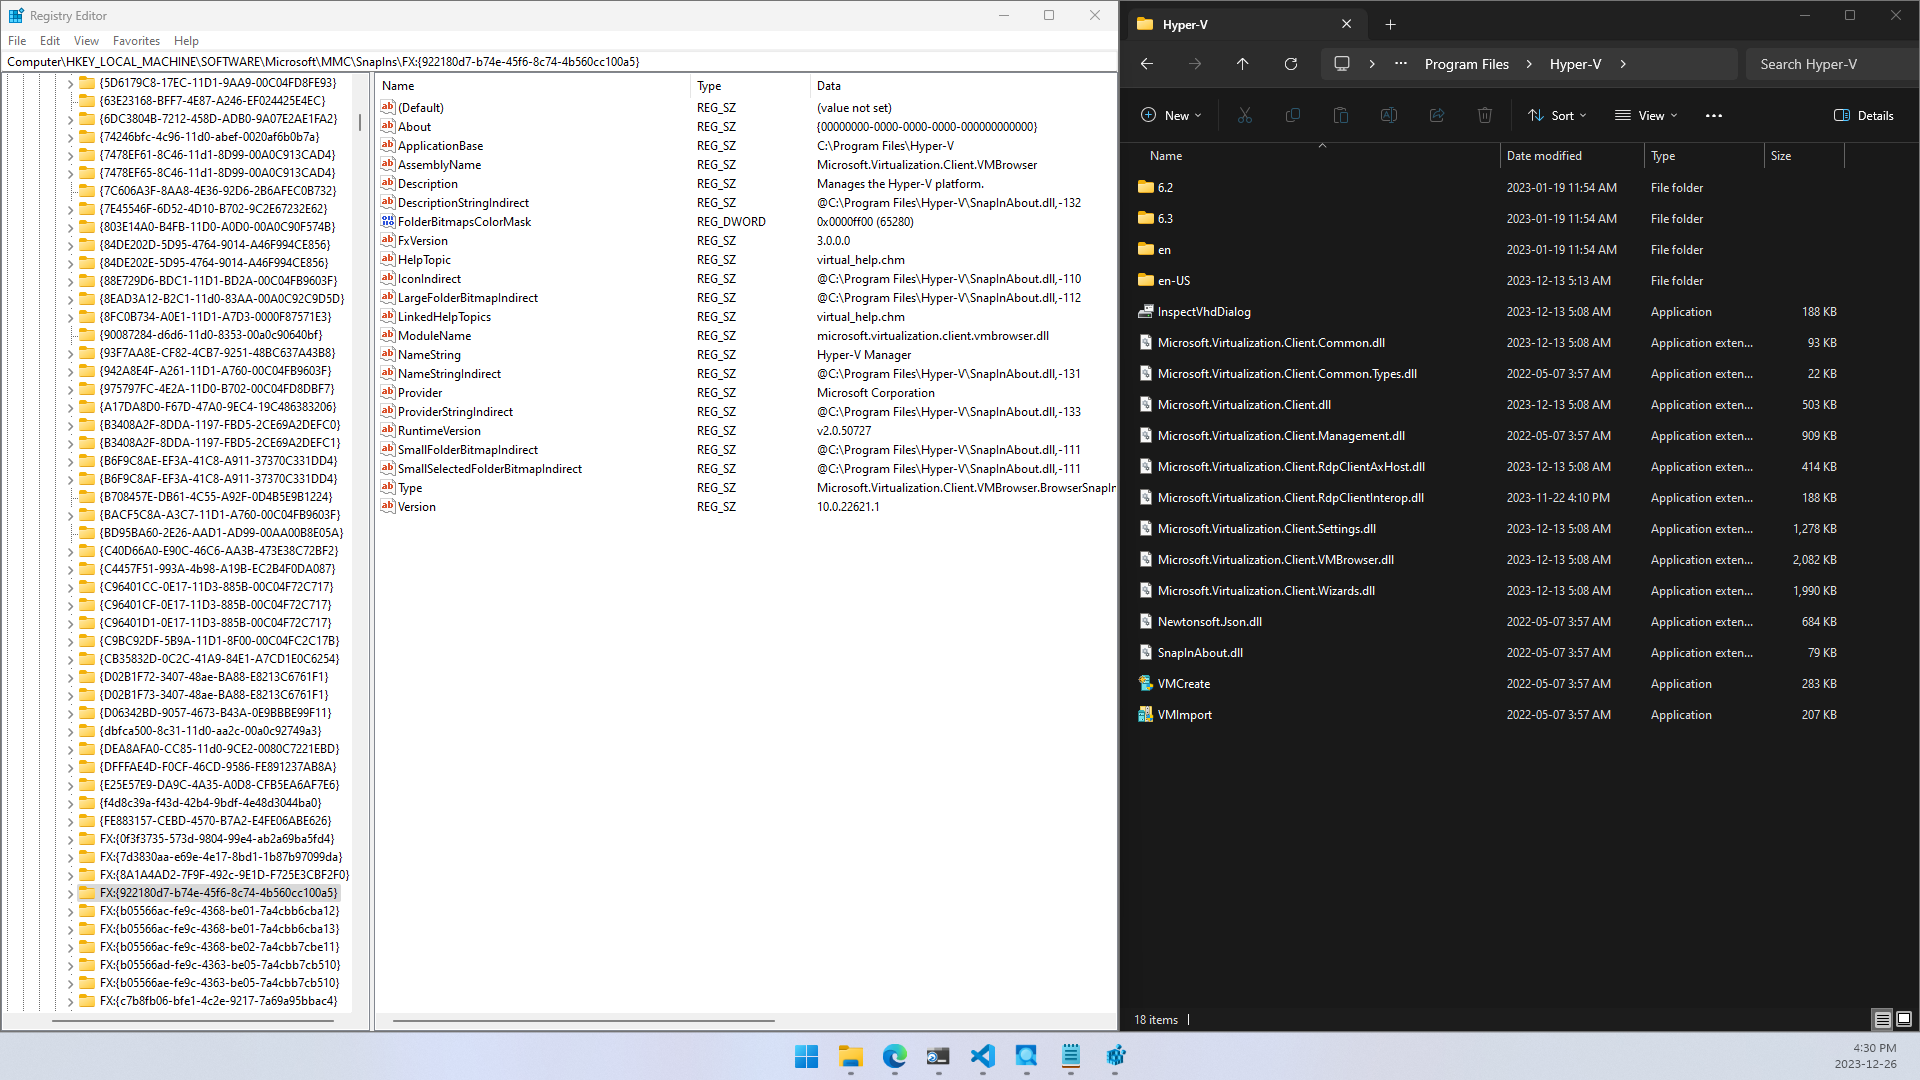 Registry Editor
File Edit View Favorites Help
Computer\HKEY_LOCAL_MACHINE\SOFTWARE\Microsoft\MMC\SnapIns\FX:{922180d7-b74e-45f6-8c74-4b560cc100a5}
{5D6179C8-17EC-11D1-9AA9-00C04FD8FE93}
{63E23168-BFF7-4E87-A246-EF024425E4EC}
{6DC3804B-7212-458D-ADB0-9A07E2AE1FA2}
{74246bfc-4c96-11d0-abef-0020af6b0b7a}
{7478EF61-8C46-11d1-8D99-00A0C913CAD4}
{7478EF65-8C46-11d1-8D99-00A0C913CAD4}
{7C606A3F-8AA8-4E36-92D6-2B6AFEC0B732}
{7E45546F-6D52-4D10-B702-9C2E67232E62}
{803E14A0-B4FB-11D0-A0D0-00A0C90F574B}
{84DE202D-5D95-4764-9014-A46F994CE856}
{84DE202E-5D95-4764-9014-A46F994CE856}
{88E729D6-BDC1-11D1-BD2A-00C04FB9603F}
{8EAD3A12-B2C1-11d0-83AA-00A0C92C9D5D}
{8FC0B734-A0E1-11D1-A7D3-0000F87571E3}
{90087284-d6d6-11d0-8353-00a0c90640bf}
{93F7AA8E-CF82-4CB7-9251-48BC637A43B8}
{942A8E4F-A261-11D1-A760-00C04FB9603F}
{975797FC-4E2A-11D0-B702-00C04FD8DBF7}
{A17DA8D0-F67D-47A0-9EC4-19C486383206}
{B3408A2F-8DDA-1197-FBD5-2CE69A2DEFC0}
{B3408A2F-8DDA-1197-FBD5-2CE69A2DEFC1}
{B6F9C8AE-EF3A-41C8-A911-37370C331DD4}
{B6F9C8AF-EF3A-41C8-A911-37370C331DD4}
{B708457E-DB61-4C55-A92F-0D4B5E9B1224}
{BACF5C8A-A3C7-11D1-A760-00C04FB9603F}
{BD95BA60-2E26-AAD1-AD99-00AA00B8E05A}
{C40D66A0-E90C-46C6-AA3B-473E38C72BF2}
{C4457F51-993A-4b98-A19B-EC2B4F0DA087}
{C96401CC-0E17-11D3-885B-00C04F72C717}
{C96401CF-0E17-11D3-885B-00C04F72C717}
{C96401D1-0E17-11D3-885B-00C04F72C717}
{C9BC92DF-5B9A-11D1-8F00-00C04FC2C17B}
{CB35832D-0C2C-41A9-84E1-A7CD1E0C6254}
{D02B1F72-3407-48ae-BA88-E8213C6761F1}
{D02B1F73-3407-48ae-BA88-E8213C6761F1}
{D06342BD-9057-4673-B43A-0E9BBBE99F11}
{dbfca500-8c31-11d0-aa2c-00a0c92749a3}
{DEA8AFA0-CC85-11d0-9CE2-0080C7221EBD}
{DFFFAE4D-F0CF-46CD-9586-FE891237AB8A}
{E25E57E9-DA9C-4A35-A0D8-CFB5EA6AF7E6}
{f4d8c39a-f43d-42b4-9bdf-4e48d3044ba0}
{FE883157-CEBD-4570-B7A2-E4FE06ABE626}
FX:{0f3f3735-573d-9804-99e4-ab2a69ba5fd4}
FX:{7d3830aa-e69e-4e17-8bd1-1b87b97099da}
FX:{8A1A4AD2-7F9F-492c-9E1D-F725E3CBF2F0}
FX:{922180d7-b74e-45f6-8c74-4b560cc100a5}
FX:{b05566ac-fe9c-4368-be01-7a4cbb6cba12}
FX:{b05566ac-fe9c-4368-be01-7a4cbb6cba13}
FX:{b05566ac-fe9c-4368-be02-7a4cbb7cbe11}
FX:{b05566ad-fe9c-4363-be05-7a4cbb7cb510}
FX:{b05566ae-fe9c-4363-be05-7a4cbb7cb510}
FX:{c7b8fb06-bfe1-4c2e-9217-7a69a95bbac4}
Name Type Data
(Default) REG_SZ (value not set)
About REG_SZ {00000000-0000-0000-0000-000000000000}
ApplicationBase REG_SZ C:\Program Files\Hyper-V
AssemblyName REG_SZ Microsoft.Virtualization.Client.VMBrowser
Description REG_SZ Manages the Hyper-V platform.
DescriptionStringIndirect REG_SZ @C:\Program Files\Hyper-V\SnapInAbout.dll,-132
FolderBitmapsColorMask REG_DWORD 0x0000ff00 (65280)
FxVersion REG_SZ 3.0.0.0
HelpTopic REG_SZ virtual_help.chm
IconIndirect REG_SZ @C:\Program Files\Hyper-V\SnapInAbout.dll,-110
LargeFolderBitmapIndirect REG_SZ @C:\Program Files\Hyper-V\SnapInAbout.dll,-112
LinkedHelpTopics REG_SZ virtual_help.chm
ModuleName REG_SZ microsoft.virtualization.client.vmbrowser.dll
NameString REG_SZ Hyper-V Manager
NameStringIndirect REG_SZ @C:\Program Files\Hyper-V\SnapInAbout.dll,-131
Provider REG_SZ Microsoft Corporation
ProviderStringIndirect REG_SZ @C:\Program Files\Hyper-V\SnapInAbout.dll,-133
RuntimeVersion REG_SZ v2.0.50727
SmallFolderBitmapIndirect REG_SZ @C:\Program Files\Hyper-V\SnapInAbout.dll,-111
SmallSelectedFolderBitmapIndirect REG_SZ @C:\Program Files\Hyper-V\SnapInAbout.dll,-111
Type REG_SZ Microsoft.Virtualization.Client.VMBrowser.BrowserSnapIn
Version REG_SZ 10.0.22621.1
Hyper-V
Program Files Hyper-V Search Hyper-V
New Sort View Details
Name Date modified Type Size
6.2 2023-01-19 11:54 AM File folder
6.3 2023-01-19 11:54 AM File folder
en 2023-01-19 11:54 AM File folder
en-US 2023-12-13 5:13 AM File folder
InspectVhdDialog 2023-12-13 5:08 AM Application 188 KB
Microsoft.Virtualization.Client.Common.dll 2023-12-13 5:08 AM Application exten... 93 KB
Microsoft.Virtualization.Client.Common.Types.dll 2022-05-07 3:57 AM Application exten... 22 KB
Microsoft.Virtualization.Client.dll 2023-12-13 5:08 AM Application exten... 503 KB
Microsoft.Virtualization.Client.Management.dll 2022-05-07 3:57 AM Application exten... 909 KB
Microsoft.Virtualization.Client.RdpClientAxHost.dll 2023-12-13 5:08 AM Application exten... 414 KB
Microsoft.Virtualization.Client.RdpClientInterop.dll 2023-11-22 4:10 PM Application exten... 188 KB
Microsoft.Virtualization.Client.Settings.dll 2023-12-13 5:08 AM Application exten... 1,278 KB
Microsoft.Virtualization.Client.VMBrowser.dll 2023-12-13 5:08 AM Application exten... 2,082 KB
Microsoft.Virtualization.Client.Wizards.dll 2023-12-13 5:08 AM Application exten... 1,990 KB
Newtonsoft.Json.dll 2022-05-07 3:57 AM Application exten... 684 KB
SnapInAbout.dll 2022-05-07 3:57 AM Application exten... 79 KB
VMCreate 2022-05-07 3:57 AM Application 283 KB
VMImport 2022-05-07 3:57 AM Application 207 KB
18 items
4:30 PM
2023-12-26